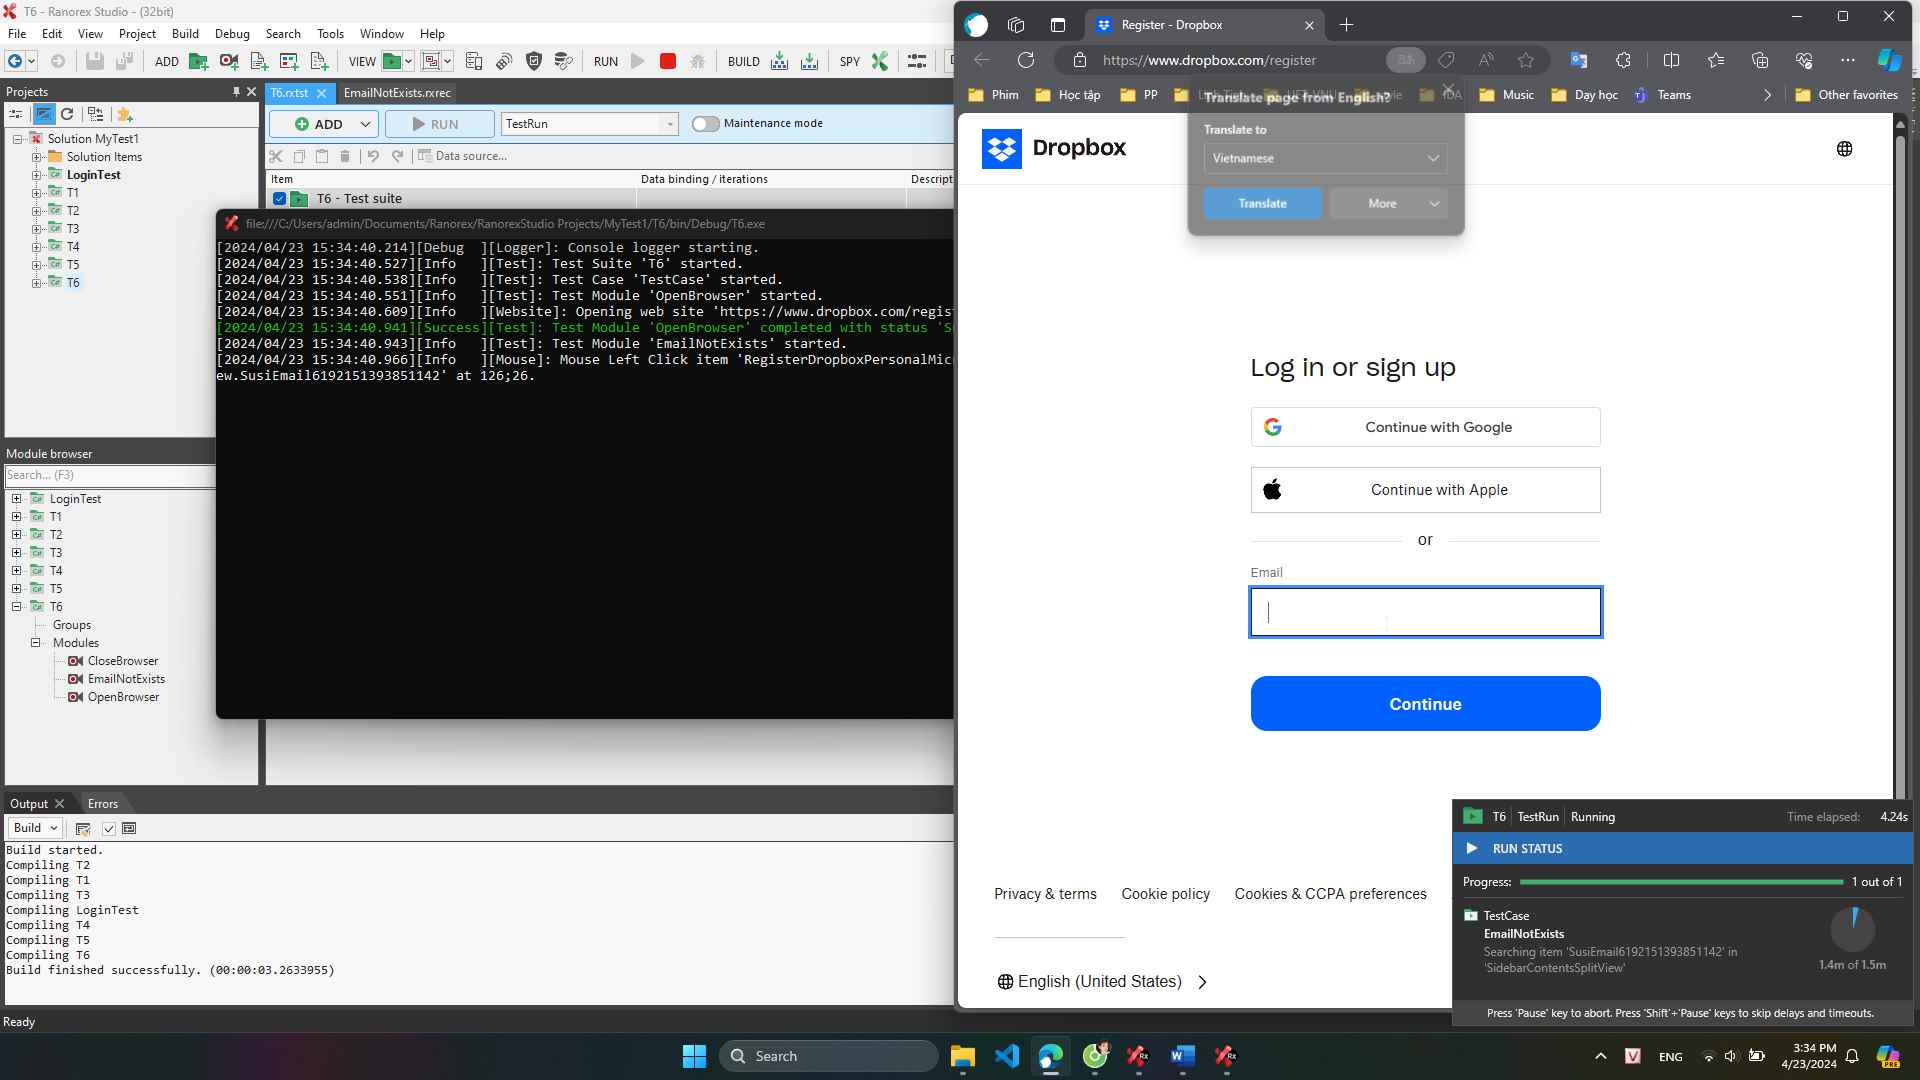 T6 - Ranorex Studio - (32bit)
File Edit View Project Build Debug Search Tools Window Help
ADD VIEW RUN BUILD SPY
Projects
Solution MyTest1
Solution Items
LoginTest
T1
T2
T3
T4
T5
T6
T6.rxtst EmailNotExists.rxrec
ADD RUN TestRun Maintenance mode
Data source...
Item Data binding / iterations Descript
T6 - Test suite
file:///C:/Users/admin/Documents/Ranorex/RanorexStudio Projects/MyTest1/T6/bin/Debug/T6.exe
[2024/04/23 15:34:40.214][Debug  ][Logger]: Console logger starting.
[2024/04/23 15:34:40.527][Info   ][Test]: Test Suite 'T6' started.
[2024/04/23 15:34:40.538][Info   ][Test]: Test Case 'TestCase' started.
[2024/04/23 15:34:40.551][Info   ][Test]: Test Module 'OpenBrowser' started.
[2024/04/23 15:34:40.609][Info   ][Website]: Opening web site 'https://www.dropbox.com/regist
[2024/04/23 15:34:40.941][Success][Test]: Test Module 'OpenBrowser' completed with status 'S
[2024/04/23 15:34:40.943][Info   ][Test]: Test Module 'EmailNotExists' started.
[2024/04/23 15:34:40.966][Info   ][Mouse]: Mouse Left Click item 'RegisterDropboxPersonalMic
ew.SusiEmail6192151393851142' at 126;26.
Module browser
Search... (F3)
LoginTest
T1
T2
T3
T4
T5
T6
Groups
Modules
CloseBrowser
EmailNotExists
OpenBrowser
Output Errors
Build
Build started.
Compiling T2
Compiling T1
Compiling T3
Compiling LoginTest
Compiling T4
Compiling T5
Compiling T6
Build finished successfully. (00:00:03.2633955)
Ready
Register - Dropbox
https://www.dropbox.com/register
Phim Học tập PP IDA Music Dạy học Teams Other favorites
Translate page from English?
Translate to
Vietnamese
Translate More
Dropbox
Log in or sign up
Continue with Google
Continue with Apple
or
Email
Continue
Privacy & terms Cookie policy Cookies & CCPA preferences
English (United States)
T6 TestRun Running Time elapsed: 4.24s
RUN STATUS
Progress: 1 out of 1
TestCase
EmailNotExists
Searching item 'SusiEmail6192151393851142' in
'SidebarContentsSplitView'
1.4m of 1.5m
Press 'Pause' key to abort. Press 'Shift'+'Pause' keys to skip delays and timeouts.
Search
ENG
3:34 PM
4/23/2024